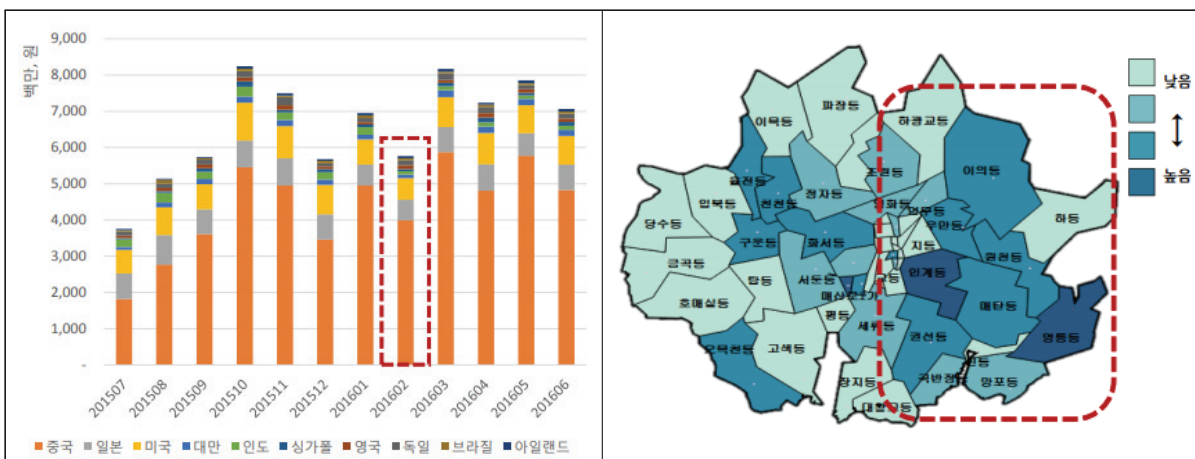 백만, 원
9,000
8,000
7,000
6,000
5,000
4,000
3,000
2,000
1,000
-
201507 201508 201509 201510 201511 201512 201601 201602 201603 201604 201605 201606
중국 일본 미국 대만 인도 싱가폴 영국 독일 브라질 아일랜드
낮음
높음
파장동
이목동
하광교동
조원동
이의동
율전동
천천동
정자동
입북동
하동
당수동
구운동
화서동
우만동
지동
원천동
금곡동
탑동
서둔동
인계동
호매실동
매탄동
평동
세류동
영통동
오목천동
고색동
권선동
곡반정
망포동
장지동